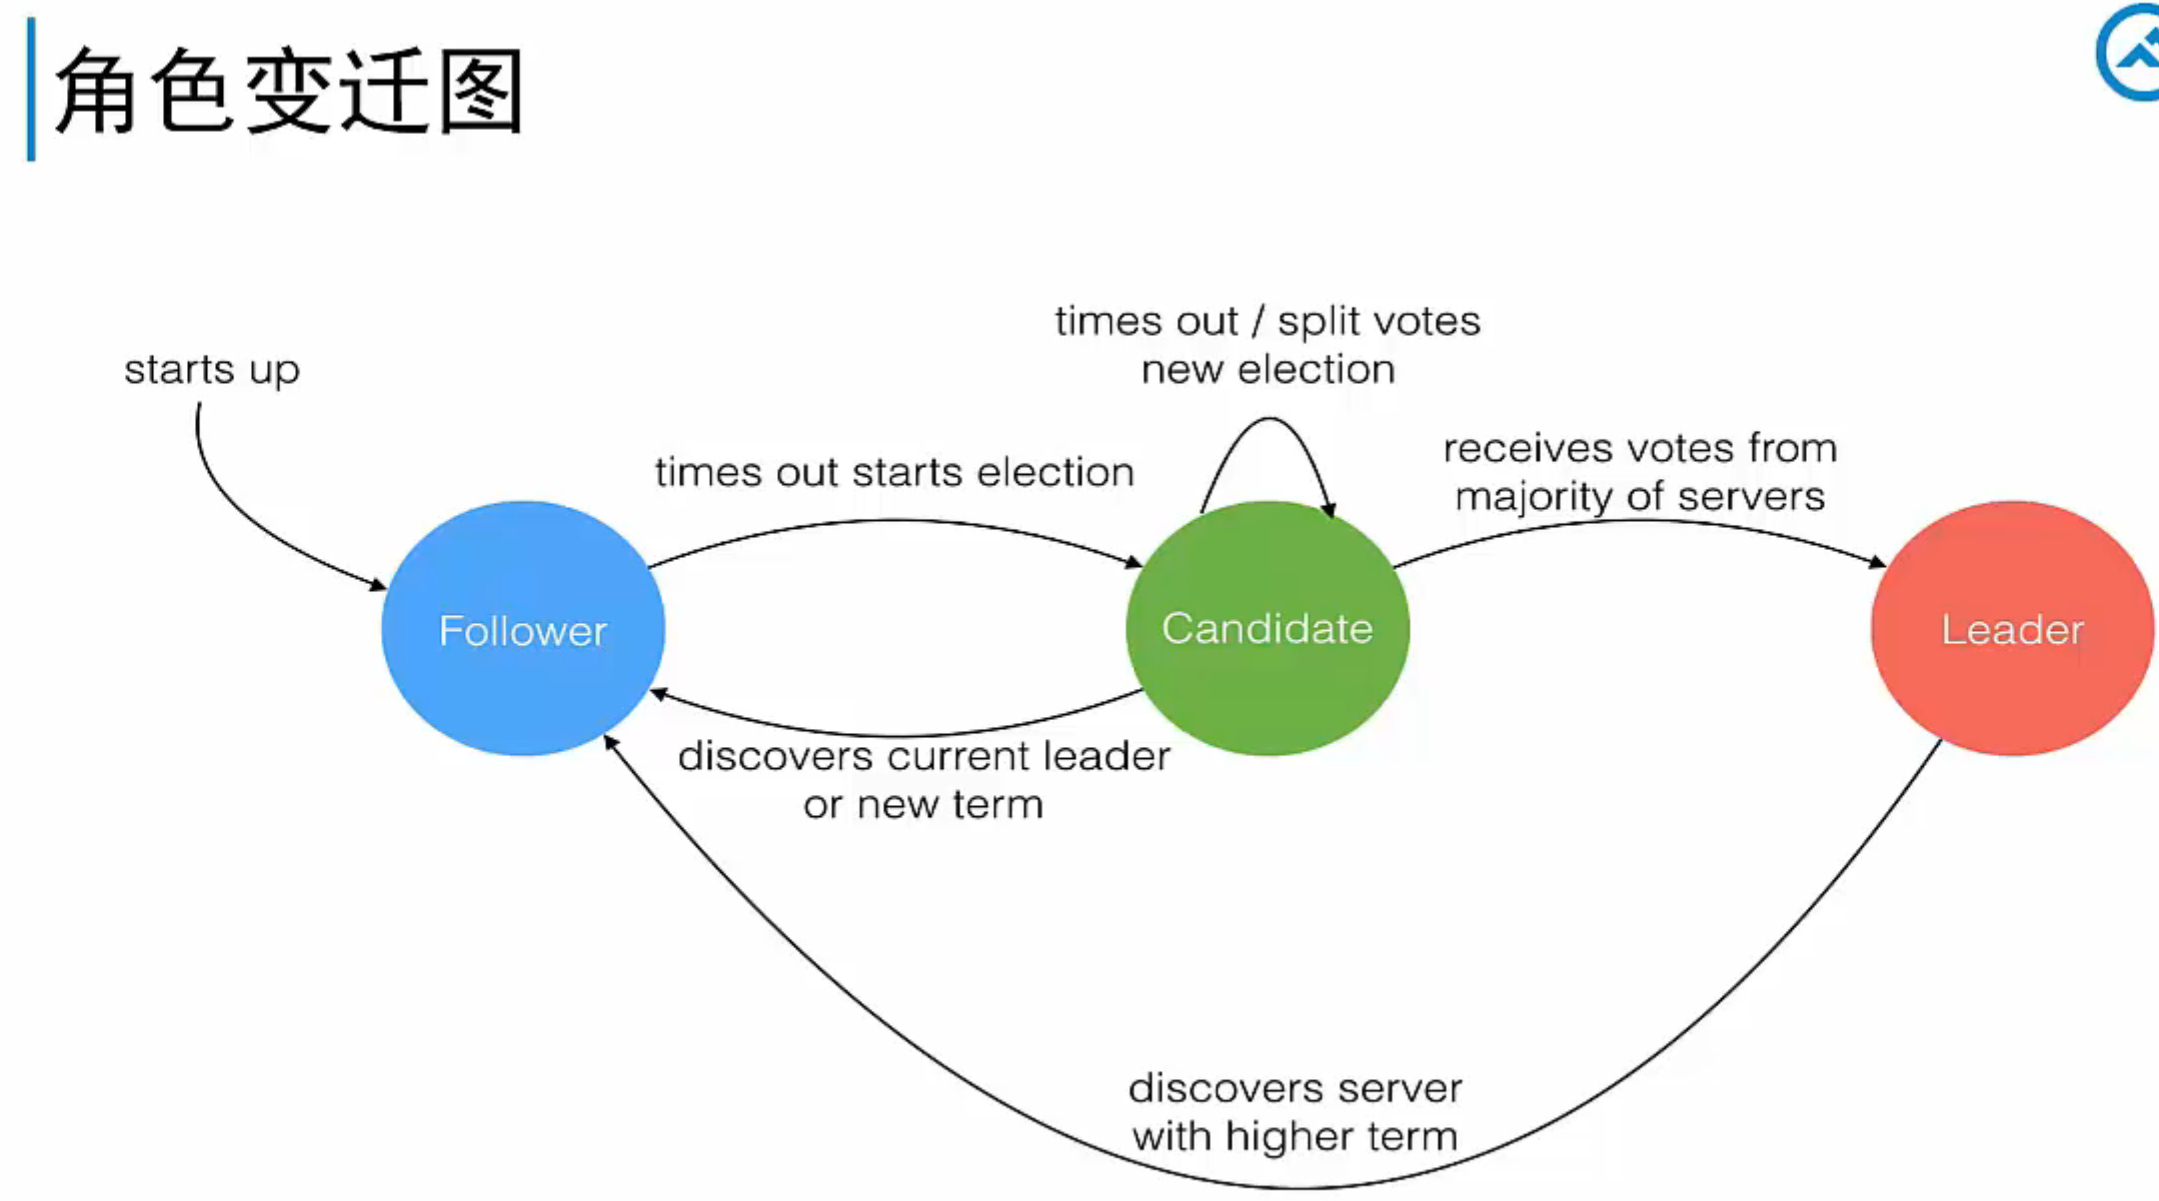 角色变迁图
starts up
times out / split votes
new election
times out starts election
receives votes from
majority of servers
Follower
Candidate
Leader
discovers current leader
or new term
discovers server
with higher term